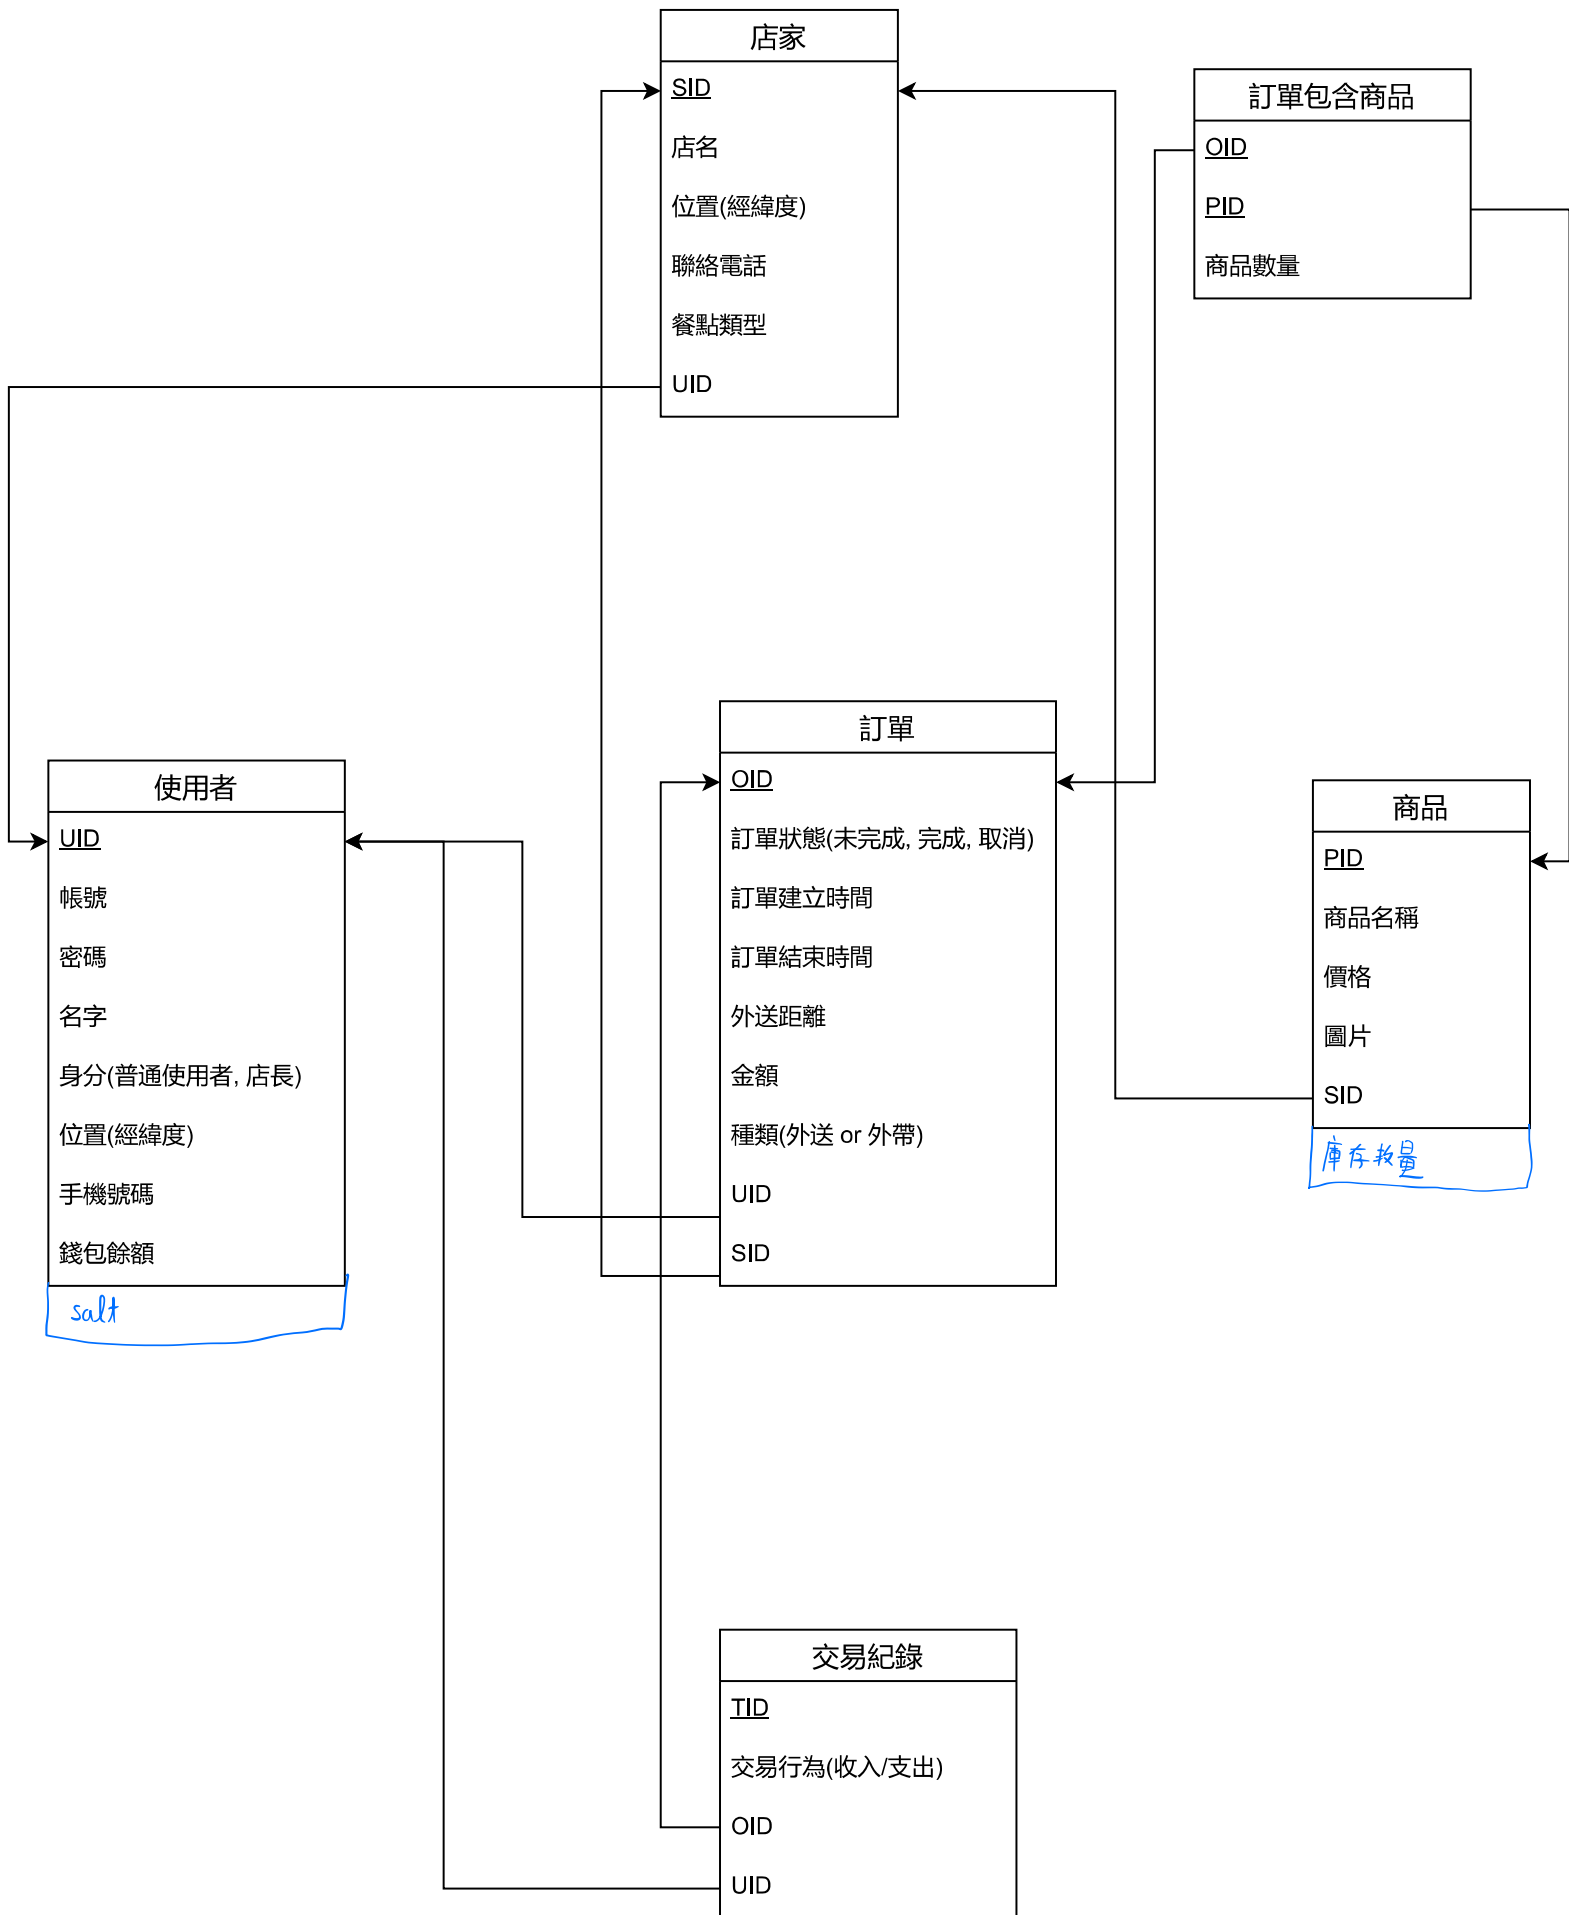 店家
SID
店名
位置(經緯度)
聯絡電話
餐點類型
UID
訂單包含商品
OID
PID
商品數量
使用者
UID
帳號
密碼
名字
身分(普通使用者, 店長)
位置(經緯度)
手機號碼
錢包餘額
salt
訂單
OID
訂單狀態(未完成, 完成, 取消)
訂單建立時間
訂單結束時間
外送距離
金額
種類(外送 or 外帶)
UID
SID
商品
PID
商品名稱
價格
圖片
SID
庫存数量
交易紀錄
TID
交易行為(收入/支出)
OID
UID